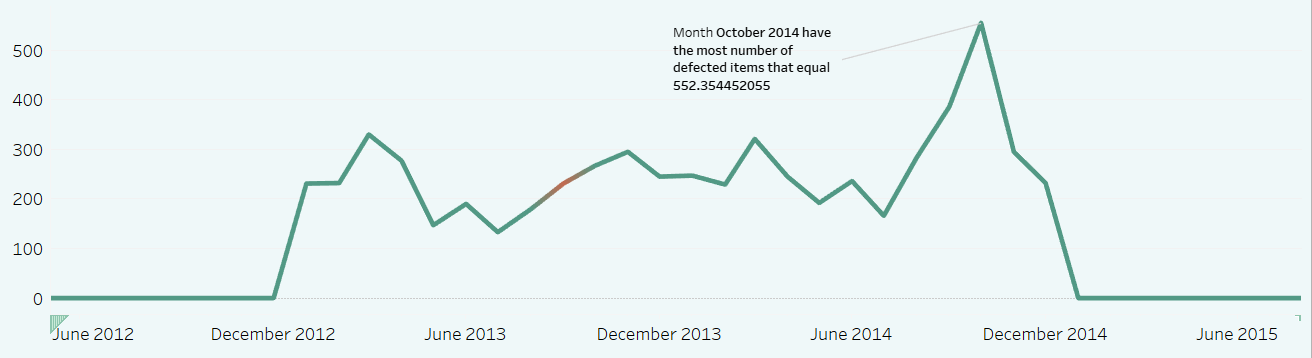 Month October 2014 have
the most number of
defected items that equal
552.354452055
500
400
300
200
100
0
June 2012
December 2012
June 2013
December 2013
June 2014
December 2014
June 2015